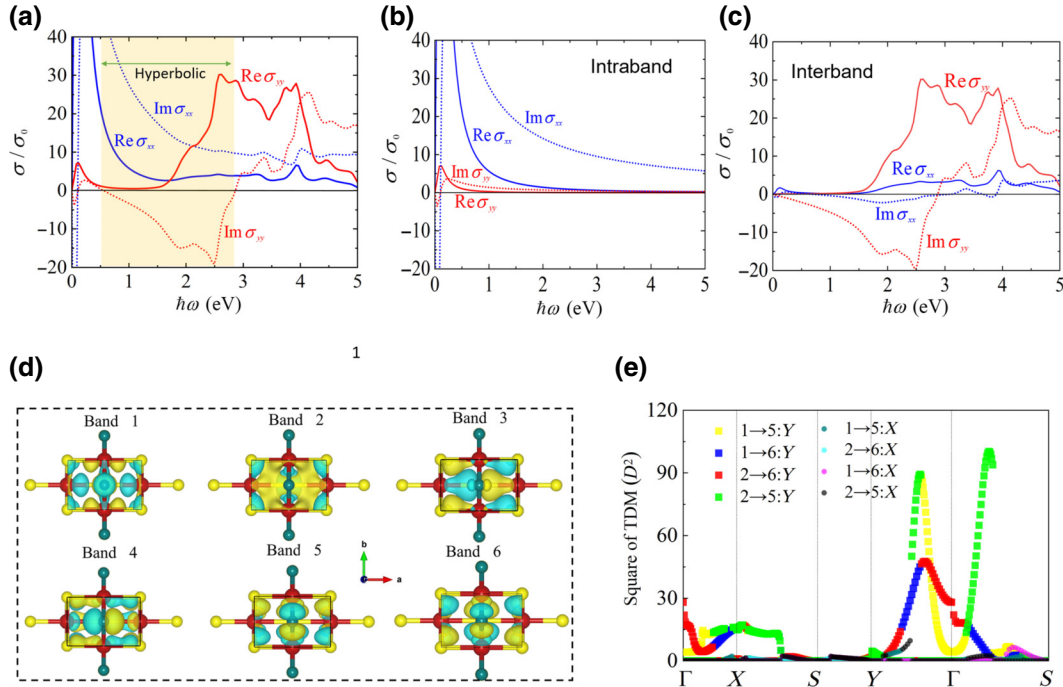 (a)
40
30
20
10
0
−10
−20
σ / σ0
Hyperbolic
Re σyy
Im σxx
Re σxx
Im σyy
0 1 2 3 4 5
ħω (eV)
(b)
40
30
20
10
0
−10
−20
σ / σ0
Intraband
Im σxx
Re σxx
Im σyy
Re σyy
0 1 2 3 4 5
ħω (eV)
(c)
40
30
20
10
0
−10
−20
σ / σ0
Interband
Re σyy
Re σxx
Im σxx
Im σyy
0 1 2 3 4 5
ħω (eV)
1
(d)
Band 1 Band 2 Band 3
Band 4 Band 5 Band 6
b
a
(e)
120
90
60
30
0
Square of TDM (D²)
1→5:Y 1→5:X
1→6:Y 2→6:X
2→6:Y 1→6:X
2→5:Y 2→5:X
Γ X S Y Γ S